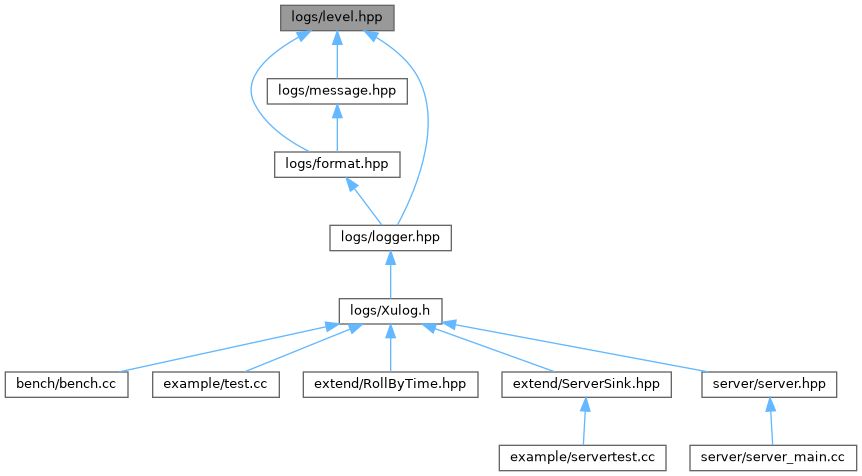 logs/level.hpp
logs/message.hpp
logs/format.hpp
logs/logger.hpp
logs/Xulog.h
bench/bench.cc
example/test.cc
extend/RollByTime.hpp
extend/ServerSink.hpp
server/server.hpp
example/servertest.cc
server/server_main.cc